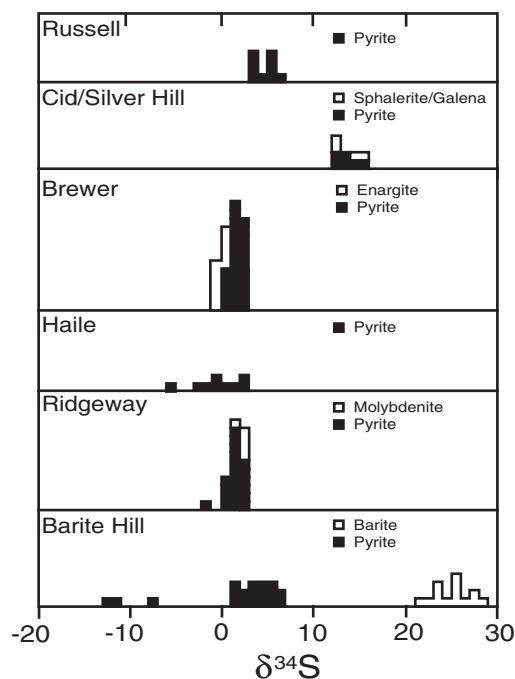 Russell
Pyrite
Cid/Silver Hill
Sphalerite/Galena
Pyrite
Brewer
Enargite
Pyrite
Haile
Pyrite
Ridgeway
Molybdenite
Pyrite
Barite Hill
Barite
Pyrite
-20 -10 0 10 20 30
δ³⁴S